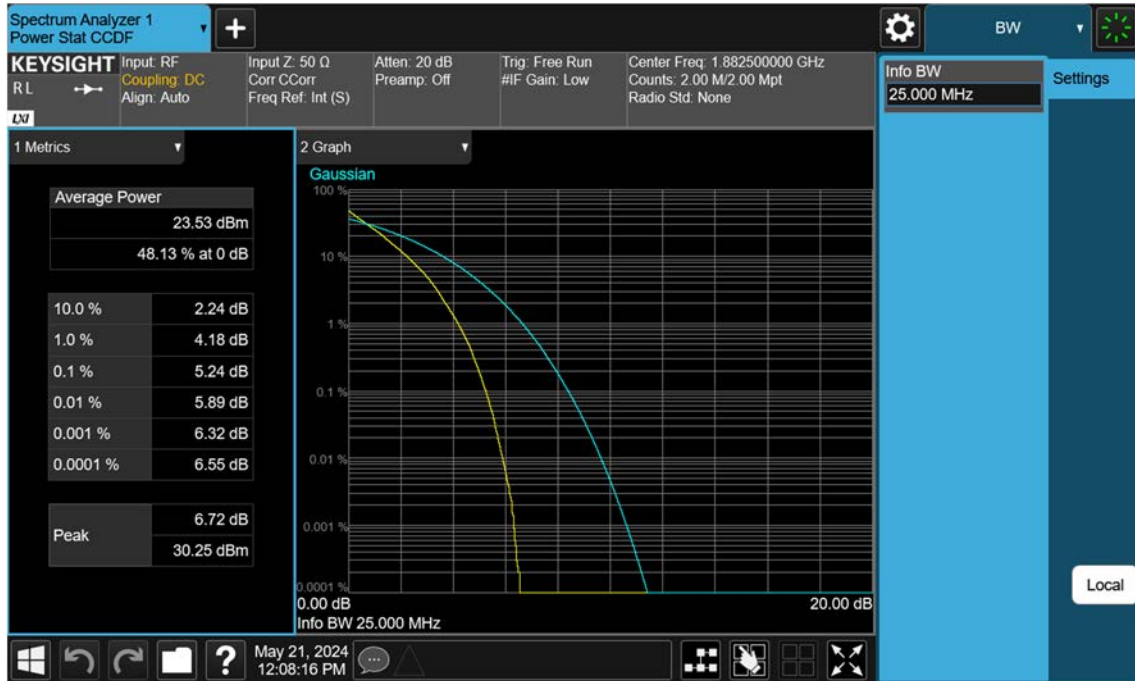 Spectrum Analyzer 1
Power Stat CCDF
+
BW
KEYSIGHT
RL
LXI
Input: RF
Coupling: DC
Align: Auto
Input Z: 50 Ω
Corr CCorr
Freq Ref: Int (S)
Atten: 20 dB
Preamp: Off
Trig: Free Run
#IF Gain: Low
Center Freq: 1.882500000 GHz
Counts: 2.00 M/2.00 Mpt
Radio Std: None
Info BW
25.000 MHz
Settings
1 Metrics
Average Power
23.53 dBm
48.13 % at 0 dB
10.0 % 2.24 dB
1.0 % 4.18 dB
0.1 % 5.24 dB
0.01 % 5.89 dB
0.001 % 6.32 dB
0.0001 % 6.55 dB
Peak
6.72 dB
30.25 dBm
2 Graph
Gaussian
100 %
10 %
1 %
0.1 %
0.01 %
0.001 %
0.0001 %
0.00 dB 20.00 dB
Info BW 25.000 MHz
Local
?
May 21, 2024
12:08:16 PM